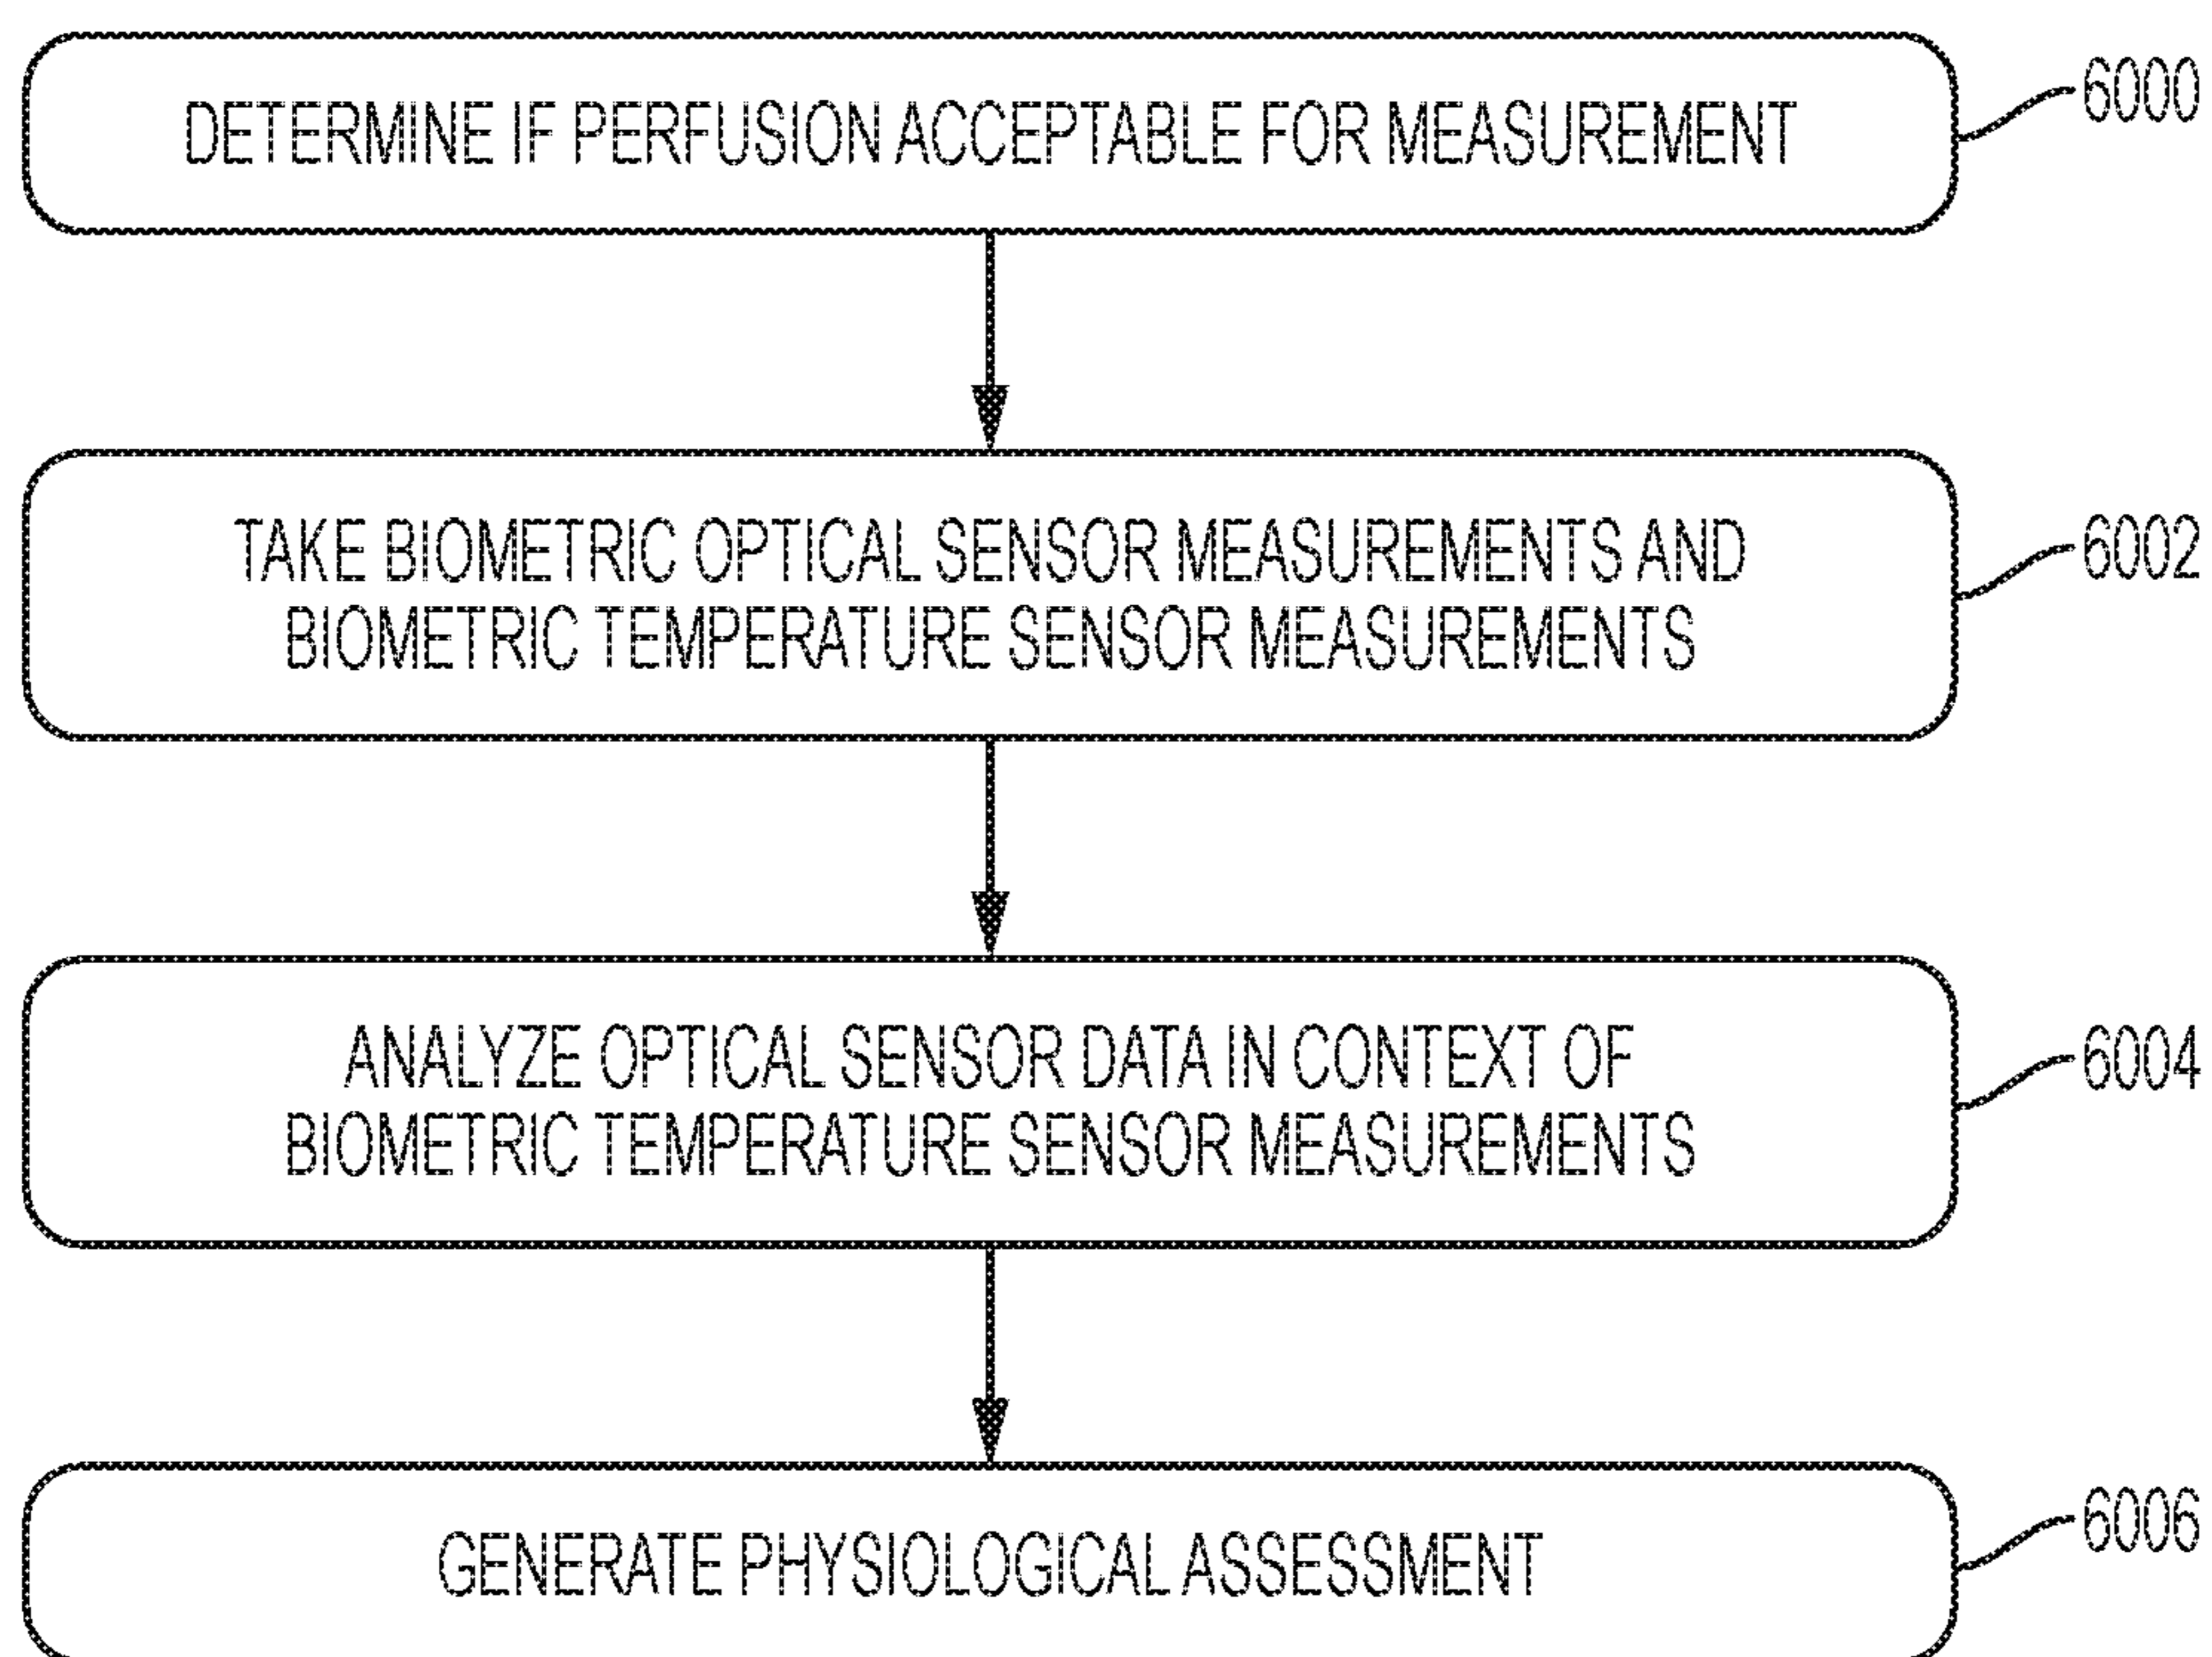 DETERMINE IF PERFUSION ACCEPTABLE FOR MEASUREMENT
6000
TAKE BIOMETRIC OPTICAL SENSOR MEASUREMENTS AND
BIOMETRIC TEMPERATURE SENSOR MEASUREMENTS
6002
ANALYZE OPTICAL SENSOR DATA IN CONTEXT OF
BIOMETRIC TEMPERATURE SENSOR MEASUREMENTS
6004
GENERATE PHYSIOLOGICAL ASSESSMENT
6006